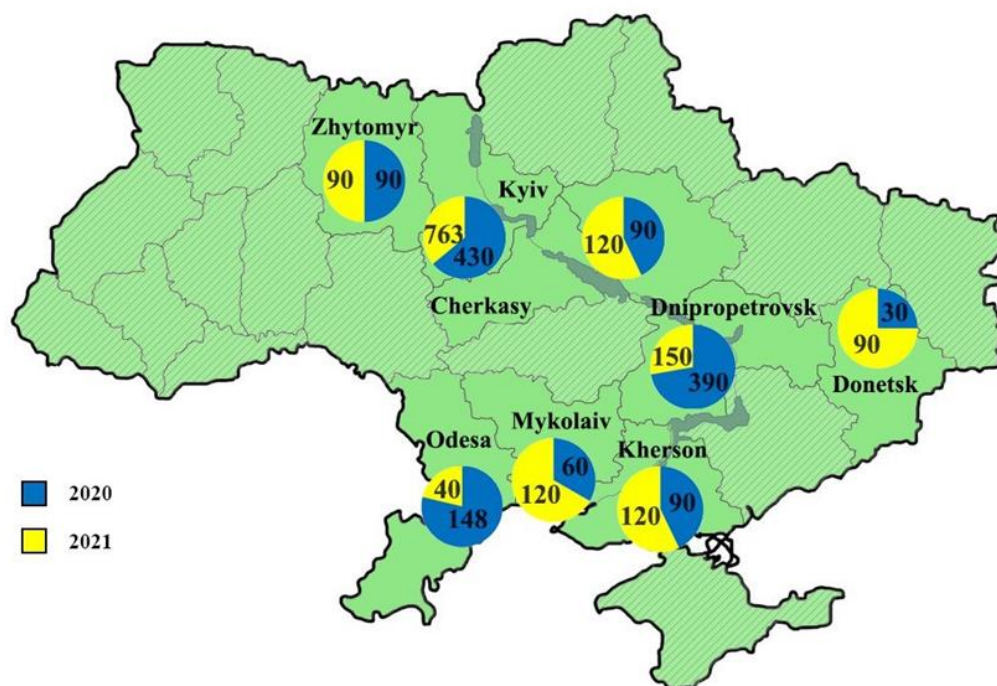 Zhytomyr
90 90
Kyiv
763
430
120 90
Cherkasy
Dnipropetrovsk
30
90
150
390
Donetsk
Mykolaiv
Odesa
Kherson
60
120
40
148
90
120
2020
2021